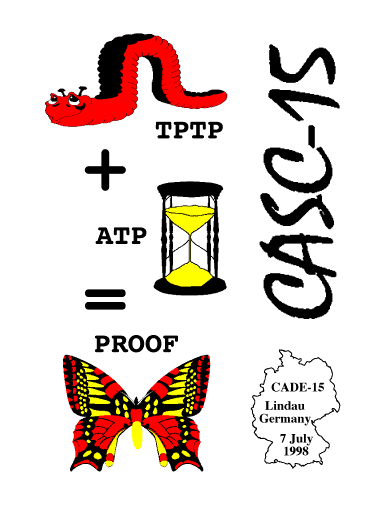 TPTP
+
ATP
=
PROOF
CASC-15
CADE-15
Lindau
Germany
7 July
1998